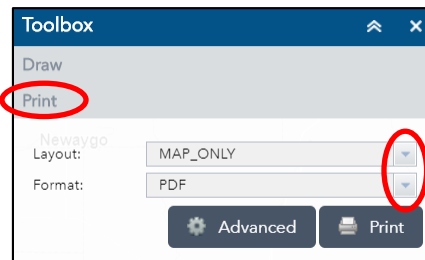 Toolbox
Draw
Print
Newaygo
Layout: MAP_ONLY
Format: PDF
Advanced Print